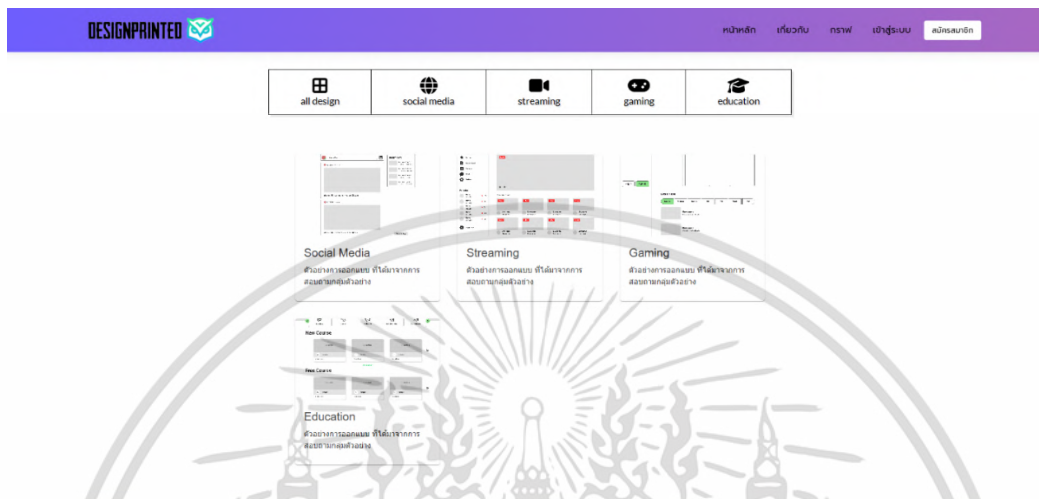 DESIGNPRINTED
หน้าหลัก เกี่ยวกับ กราฟ เข้าสู่ระบบ สมัครสมาชิก
all design social media streaming gaming education
Social Media
ตัวอย่างการออกแบบ ที่ได้มาจากการ
สอบถามกลุ่มตัวอย่าง
Streaming
ตัวอย่างการออกแบบ ที่ได้มาจากการ
สอบถามกลุ่มตัวอย่าง
Gaming
ตัวอย่างการออกแบบ ที่ได้มาจากการ
สอบถามกลุ่มตัวอย่าง
New Course
New Course
Education
ตัวอย่างการออกแบบ ที่ได้มาจากการ
สอบถามกลุ่มตัวอย่าง